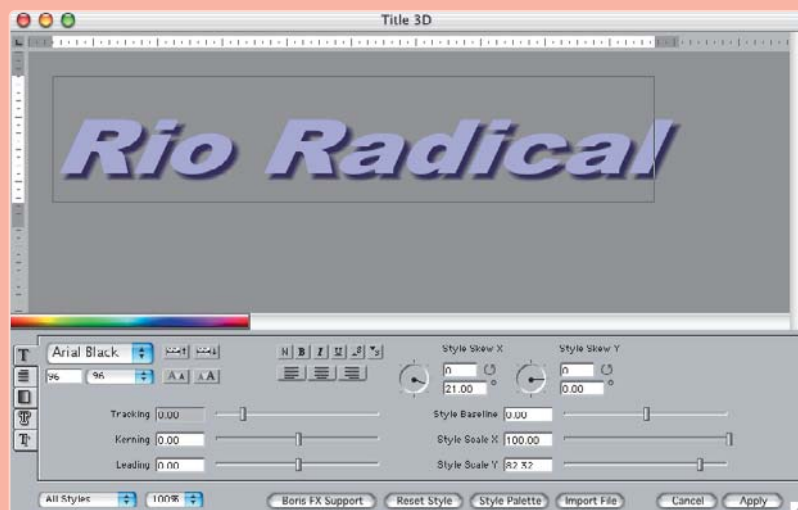 Title 3D
L
Rio Radical
T
Arial Black
N B I U
Style Skew X
Style Skew Y
96
96
A A
A A
0
21.00 °
0
0.00 °
Tracking 0.00
Style Baseline 0.00
Kerning 0.00
Style Scale X 100.00
Leading 0.00
Style Scale Y 82.32
All Styles
100%
Boris FX Support
Reset Style
Style Palette
Import File
Cancel
Apply